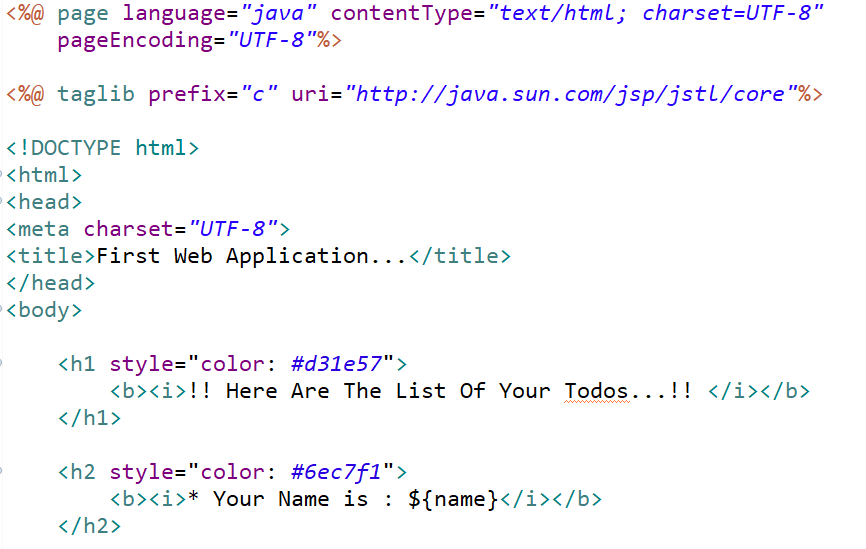 <%@ page language="java" contentType="text/html; charset=UTF-8"
    pageEncoding="UTF-8"%>
<%@ taglib prefix="c" uri="http://java.sun.com/jsp/jstl/core"%>
<!DOCTYPE html>
<html>
<head>
<meta charset="UTF-8">
<title>First Web Application...</title>
</head>
<body>
    <h1 style="color: #d31e57">
        <b><i>!! Here Are The List Of Your Todos...!! </i></b>
    </h1>
    <h2 style="color: #6ec7f1">
        <b><i>* Your Name is : ${name}</i></b>
    </h2>